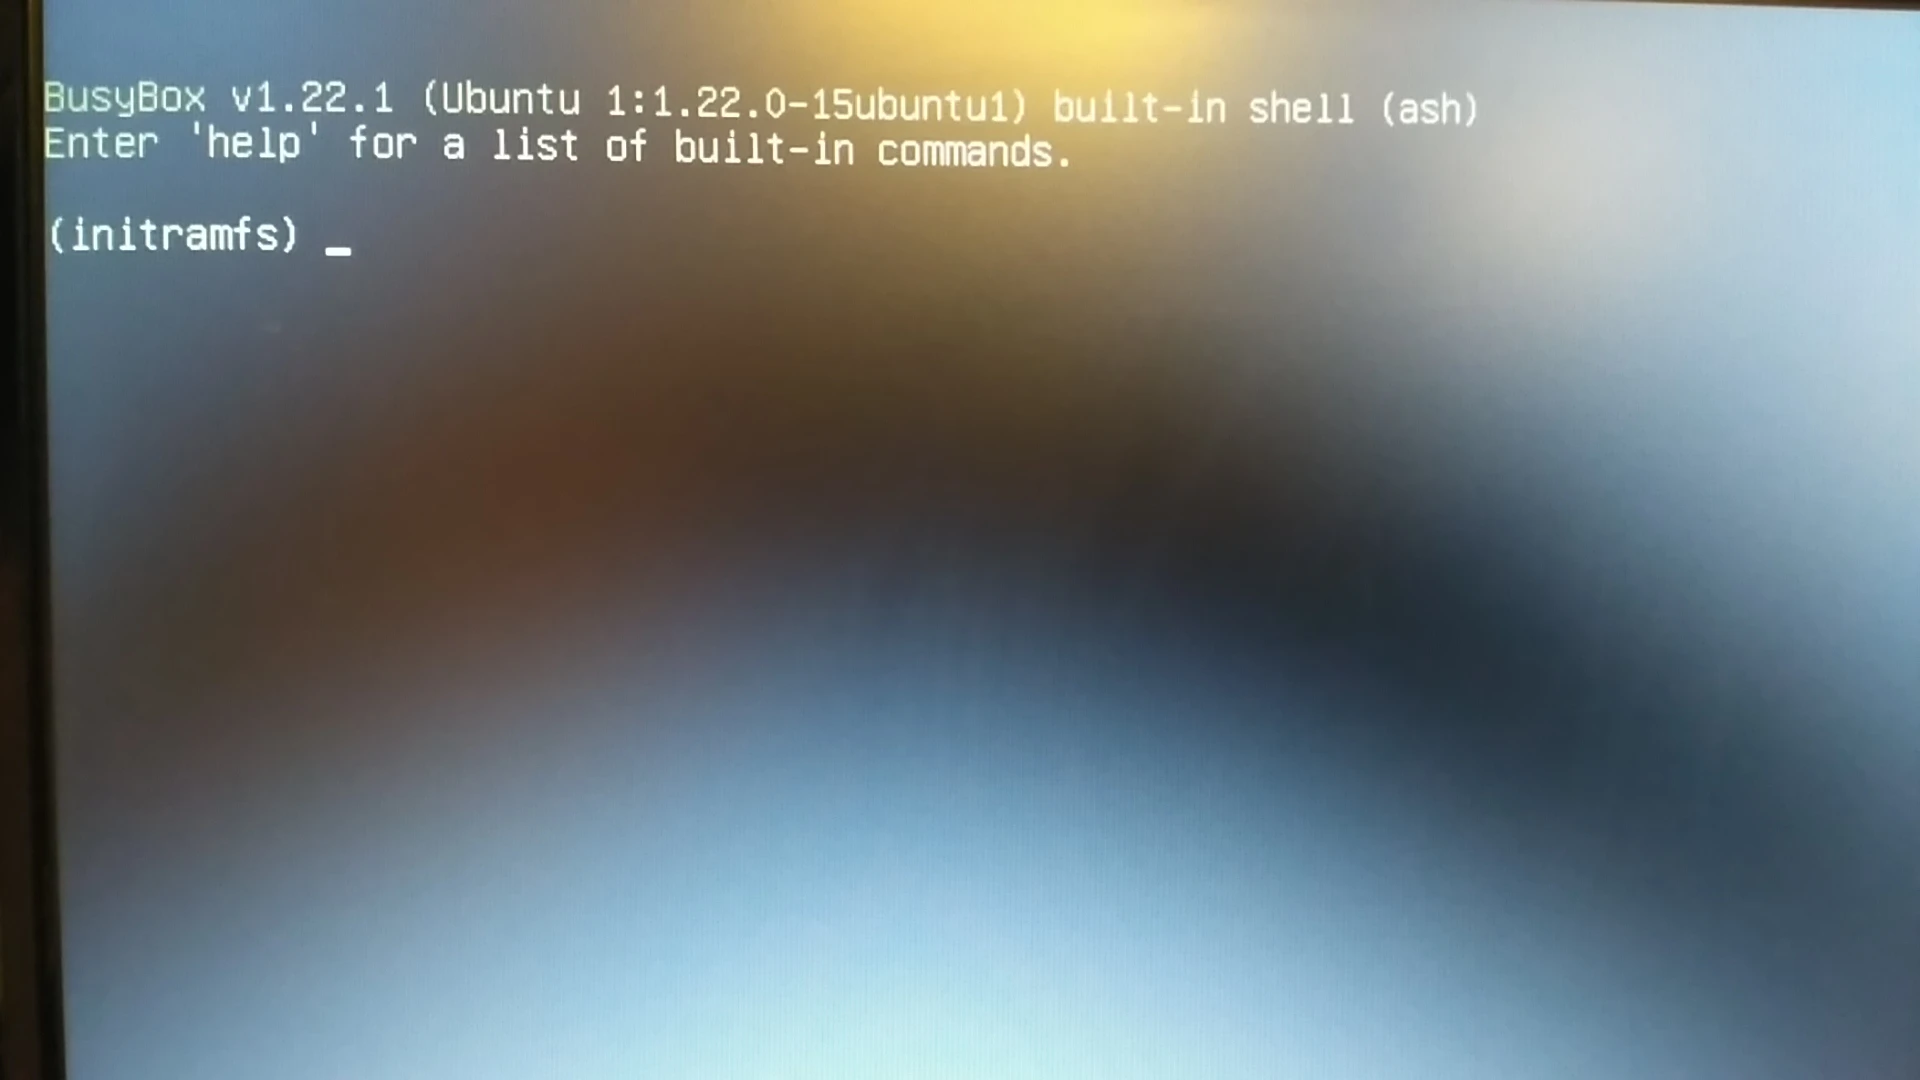 BusyBox v1.22.1 (Ubuntu 1:1.22.0-15ubuntu1) built-in shell (ash)
Enter 'help' for a list of built-in commands.
(initramfs) _